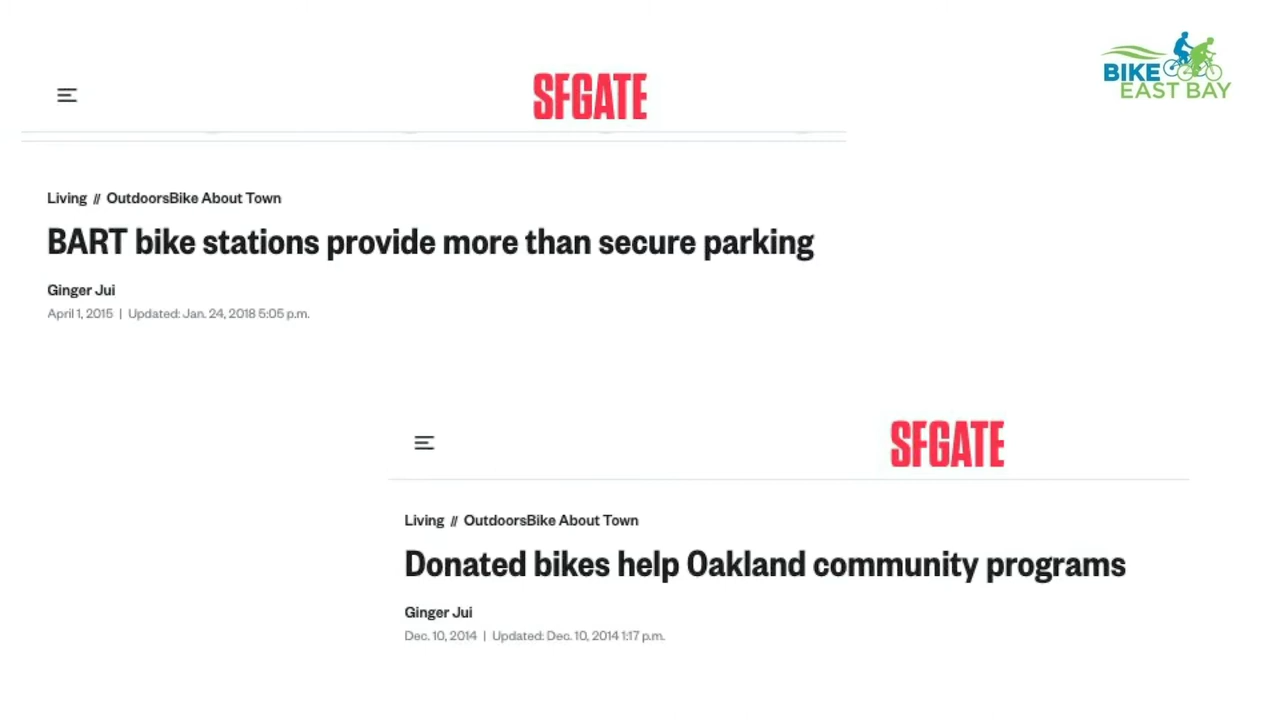 BIKE
EAST BAY
SFGATE
Living // OutdoorsBike About Town
BART bike stations provide more than secure parking
Ginger Jui
April 1, 2015 | Updated: Jan. 24, 2018 5:05 p.m.
SFGATE
Living // OutdoorsBike About Town
Donated bikes help Oakland community programs
Ginger Jui
Dec. 10, 2014 | Updated: Dec. 10, 2014 1:17 p.m.